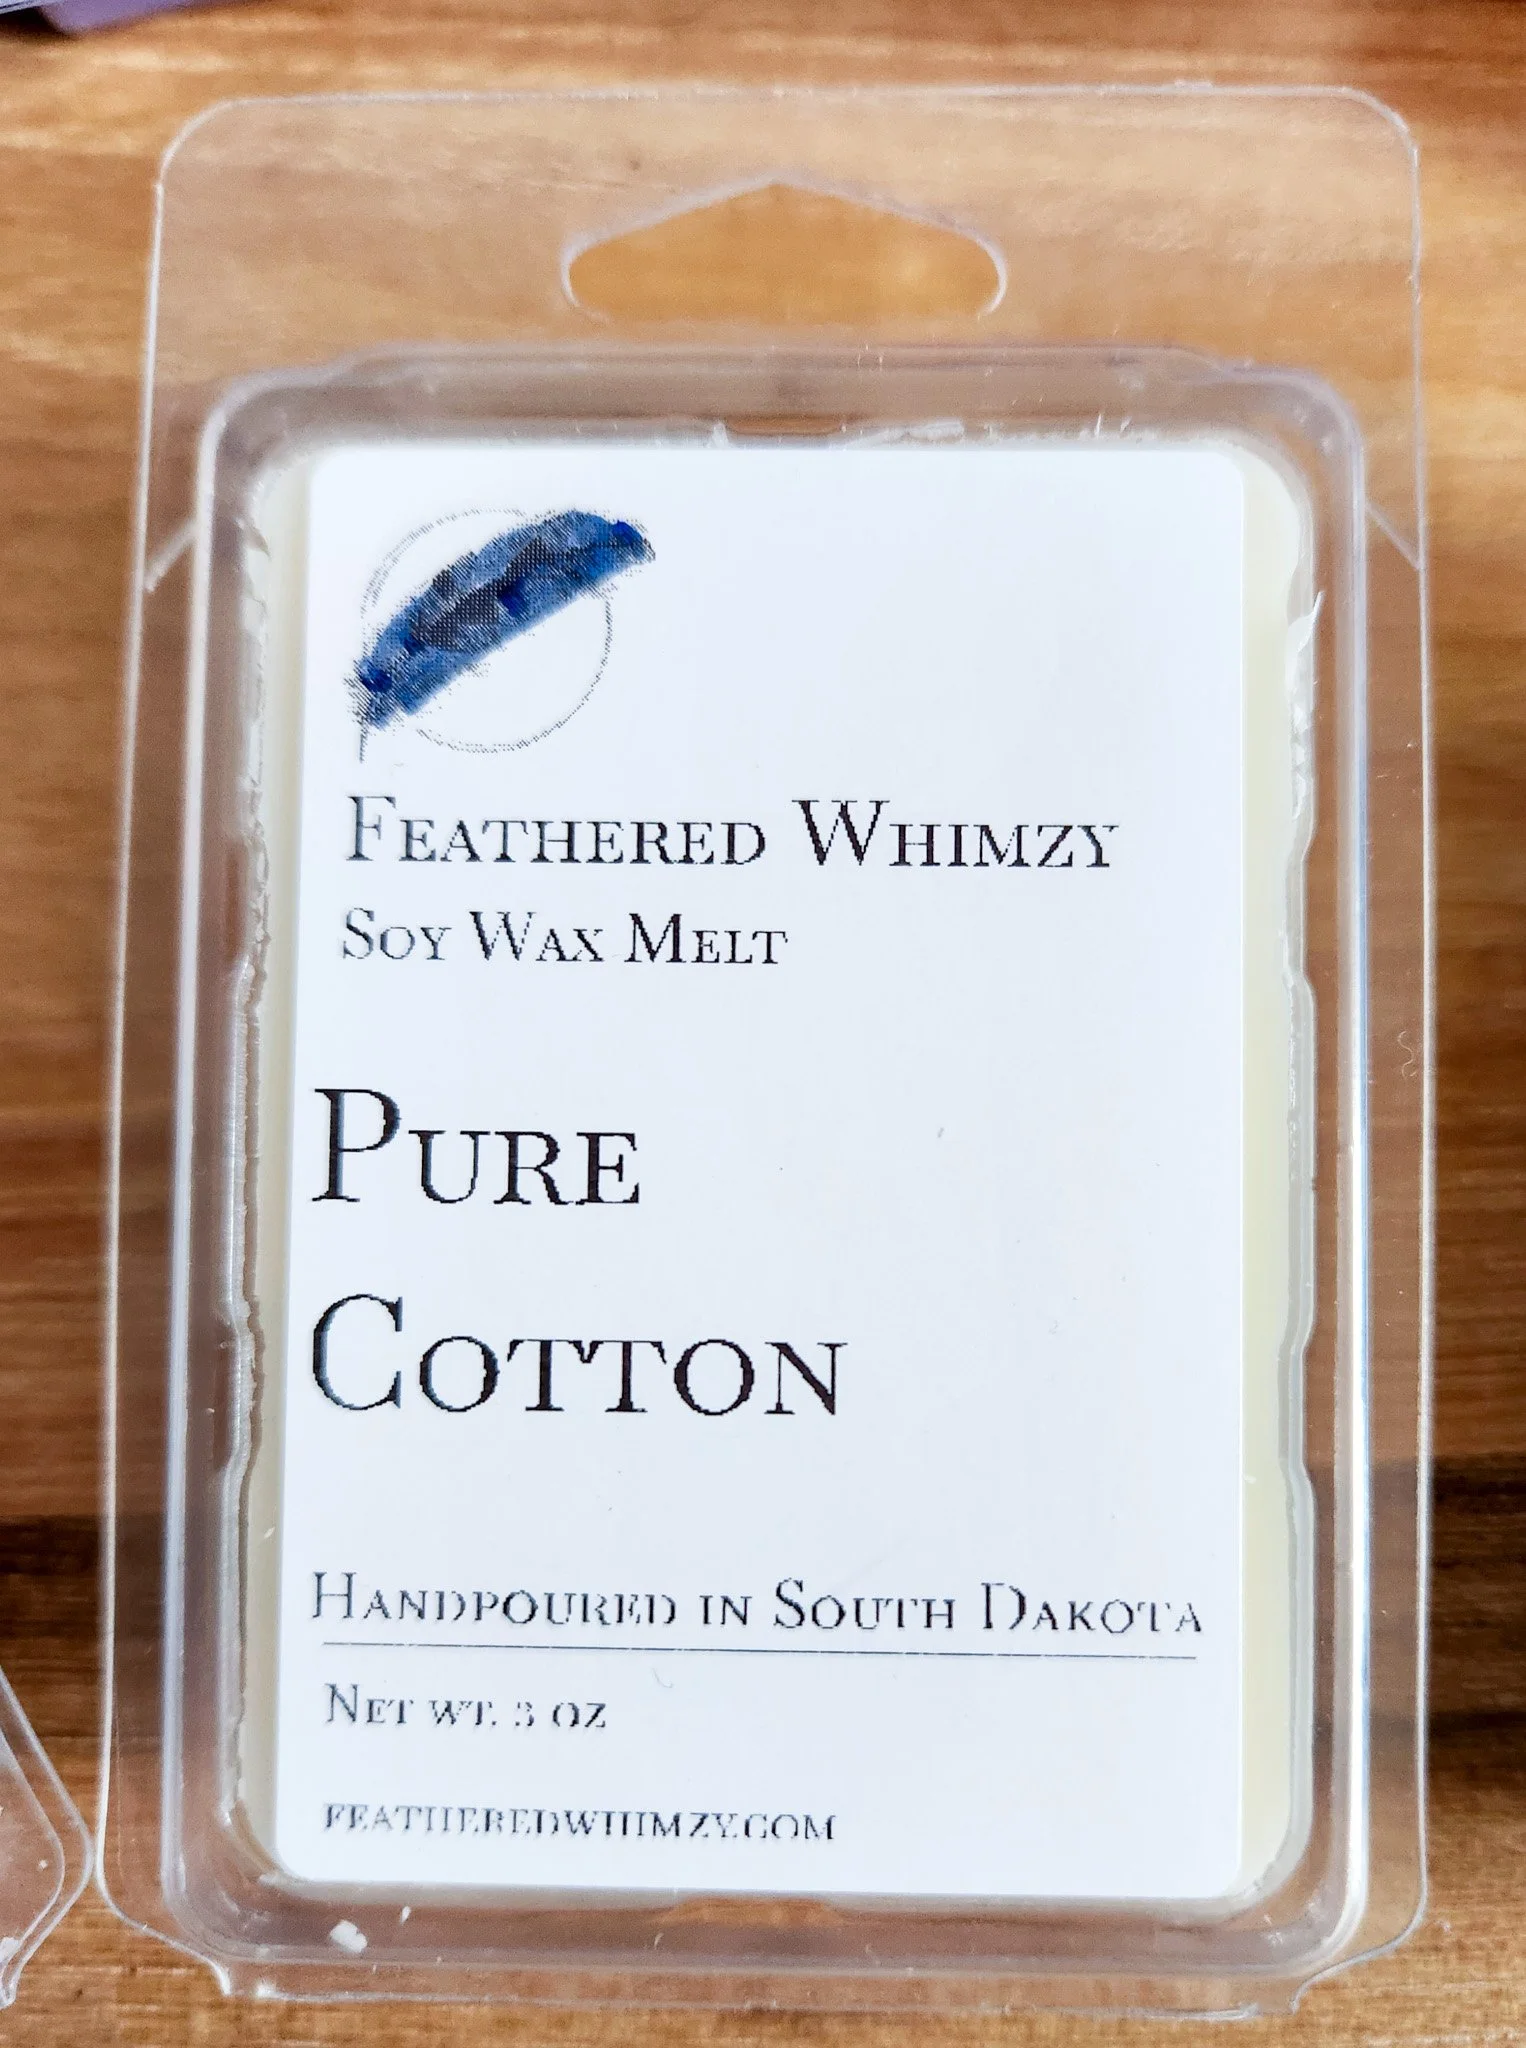 Feathered Whimzy
Soy Wax Melt
Pure
Cotton
Handpoured in South Dakota
Net wt. 3 oz
featheredwhimzy.com